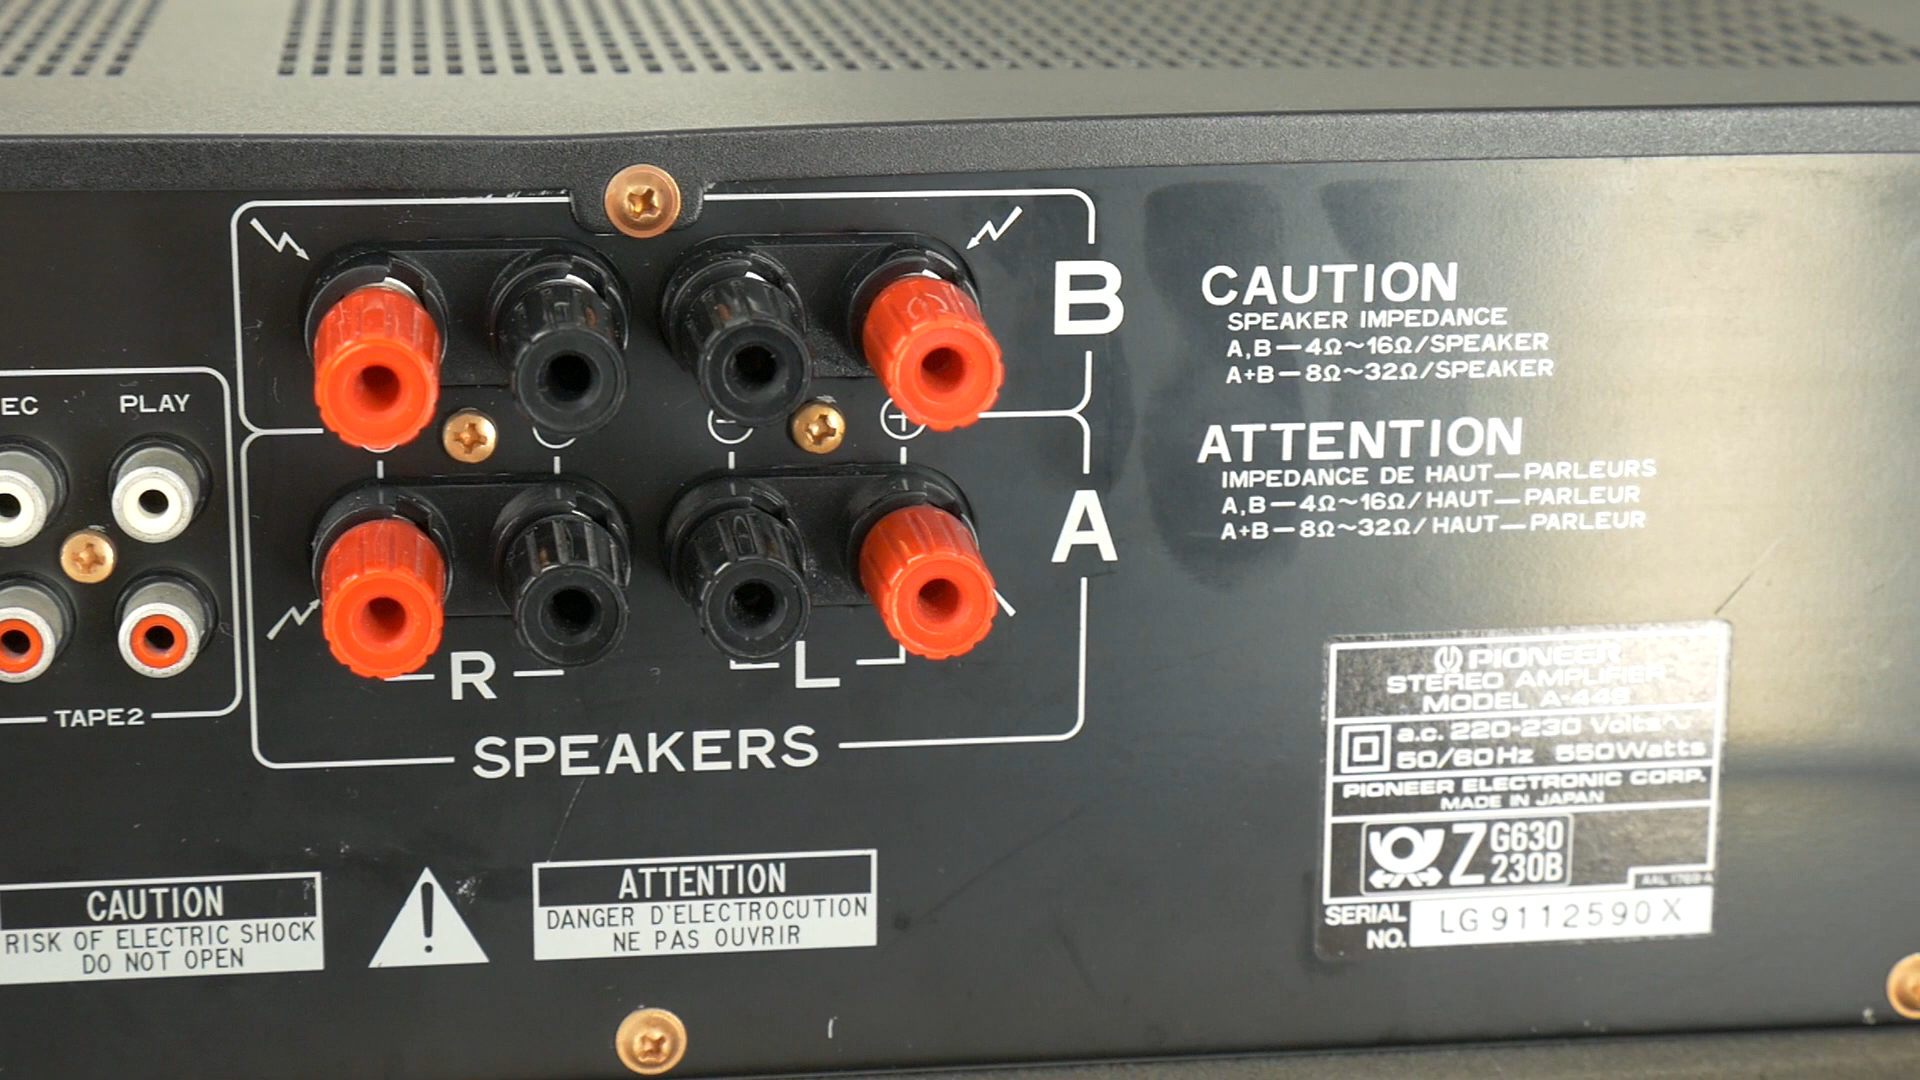 B
CAUTION
SPEAKER IMPEDANCE
A,B—4Ω~16Ω/SPEAKER
A+B—8Ω~32Ω/SPEAKER
EC PLAY
− +
ATTENTION
IMPEDANCE DE HAUT—PARLEURS
A,B—4Ω~16Ω/HAUT—PARLEUR
A+B—8Ω~32Ω/HAUT—PARLEUR
A
R L
TAPE2
SPEAKERS
PIONEER
STEREO AMPLIFIER
MODEL A-448
a.c. 220-230 Volts~
50/60Hz 550Watts
PIONEER ELECTRONIC CORP.
MADE IN JAPAN
Z G630
230B
SERIAL
NO. LG9112590X
CAUTION
RISK OF ELECTRIC SHOCK
DO NOT OPEN
!
ATTENTION
DANGER D'ELECTROCUTION
NE PAS OUVRIR